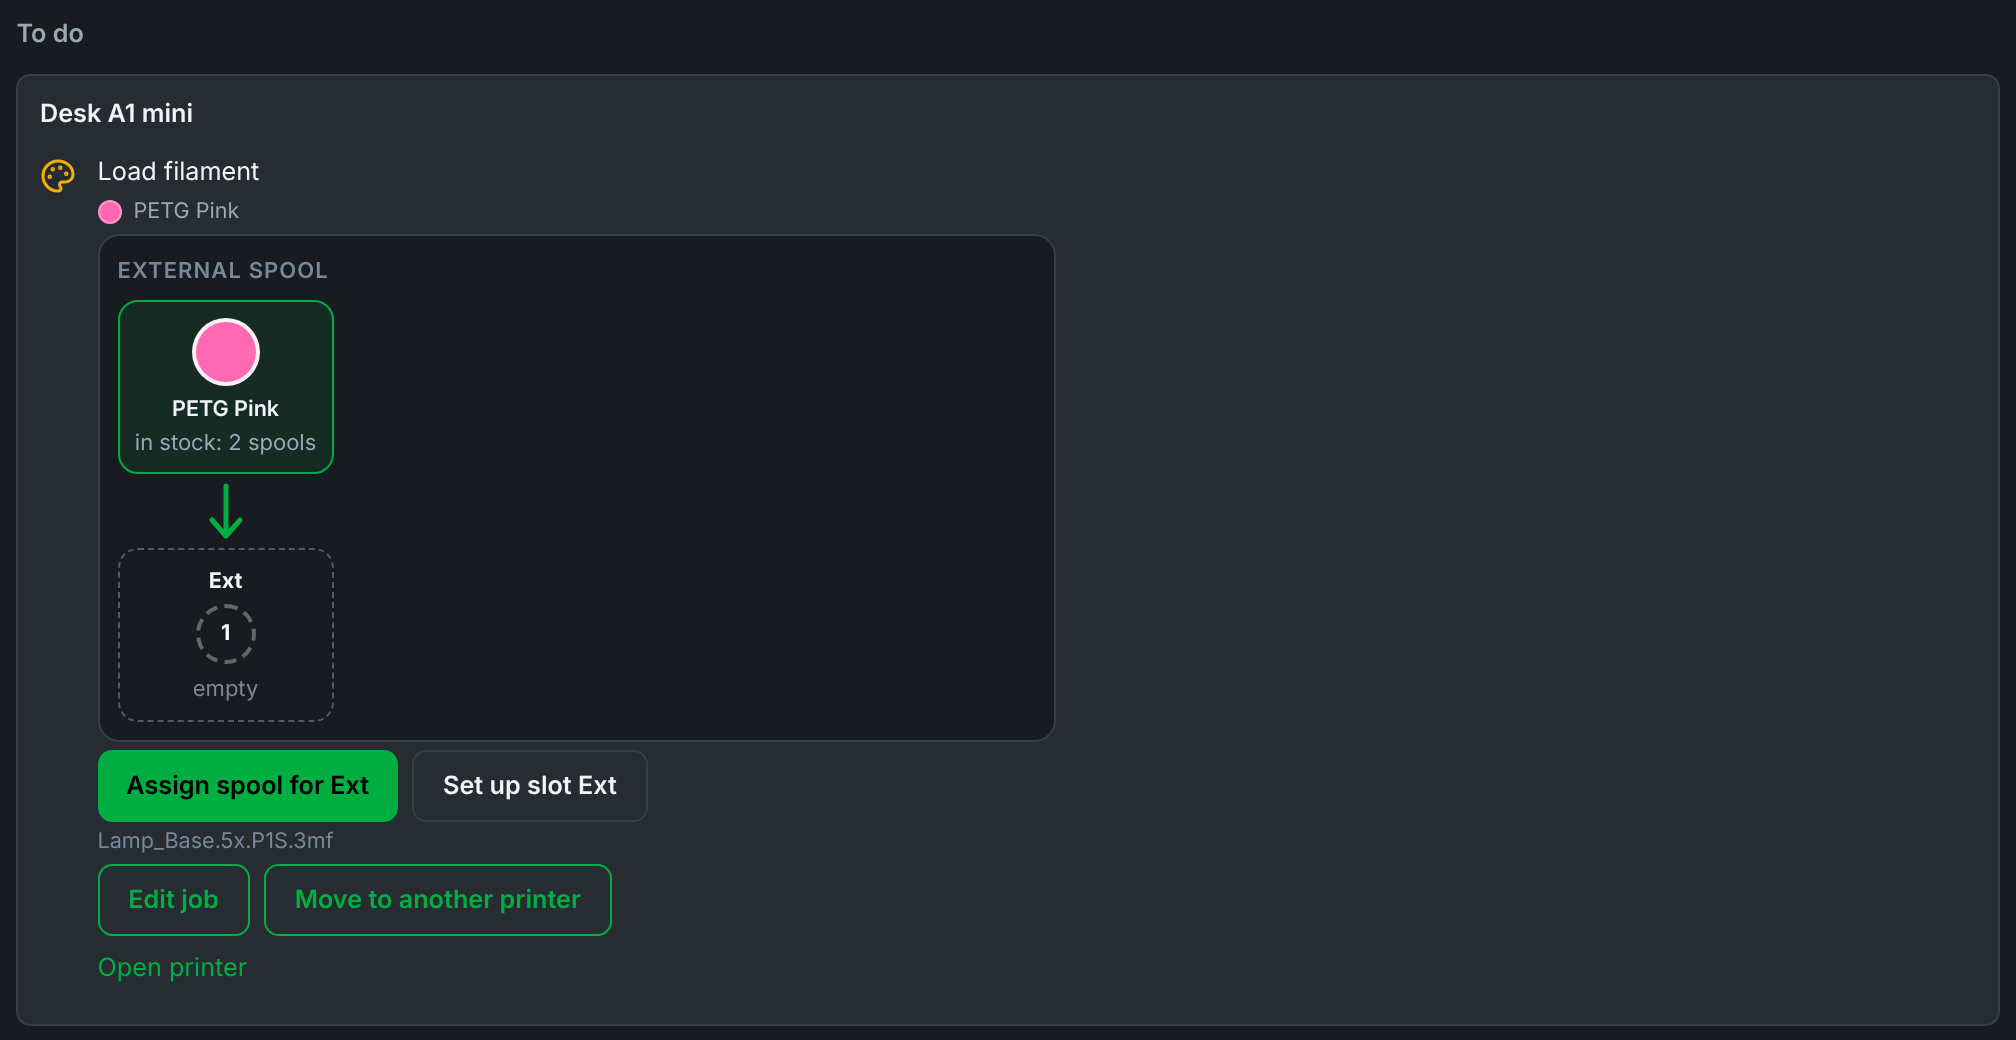 To do
Desk A1 mini
Load filament
PETG Pink
EXTERNAL SPOOL
PETG Pink
in stock: 2 spools
Ext
1
empty
Assign spool for Ext
Set up slot Ext
Lamp_Base.5x.P1S.3mf
Edit job
Move to another printer
Open printer